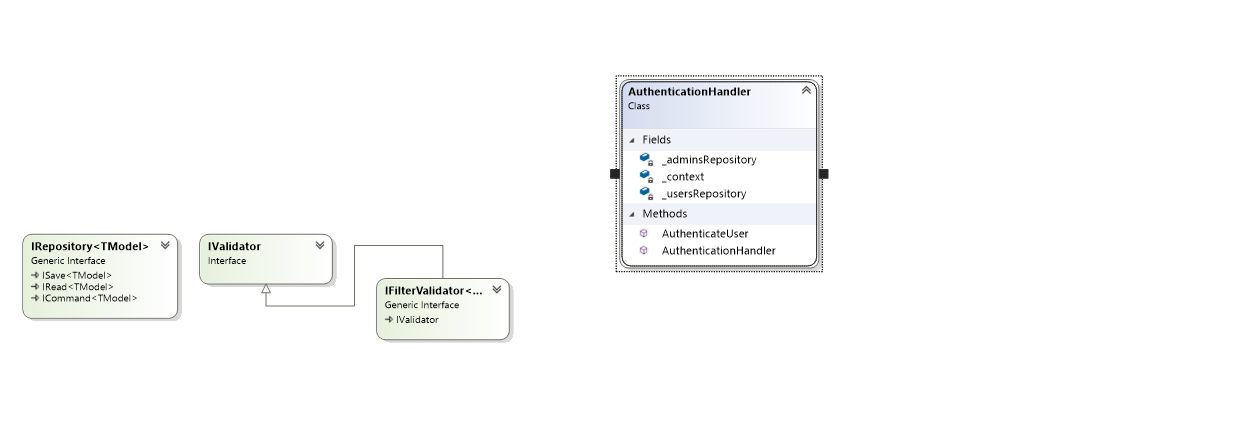 IRepository<TModel>
Generic Interface
ISave<TModel>
IRead<TModel>
ICommand<TModel>
IValidator
Interface
IFilterValidator<...
Generic Interface
IValidator
AuthenticationHandler
Class
Fields
_adminsRepository
_context
_usersRepository
Methods
AuthenticateUser
AuthenticationHandler